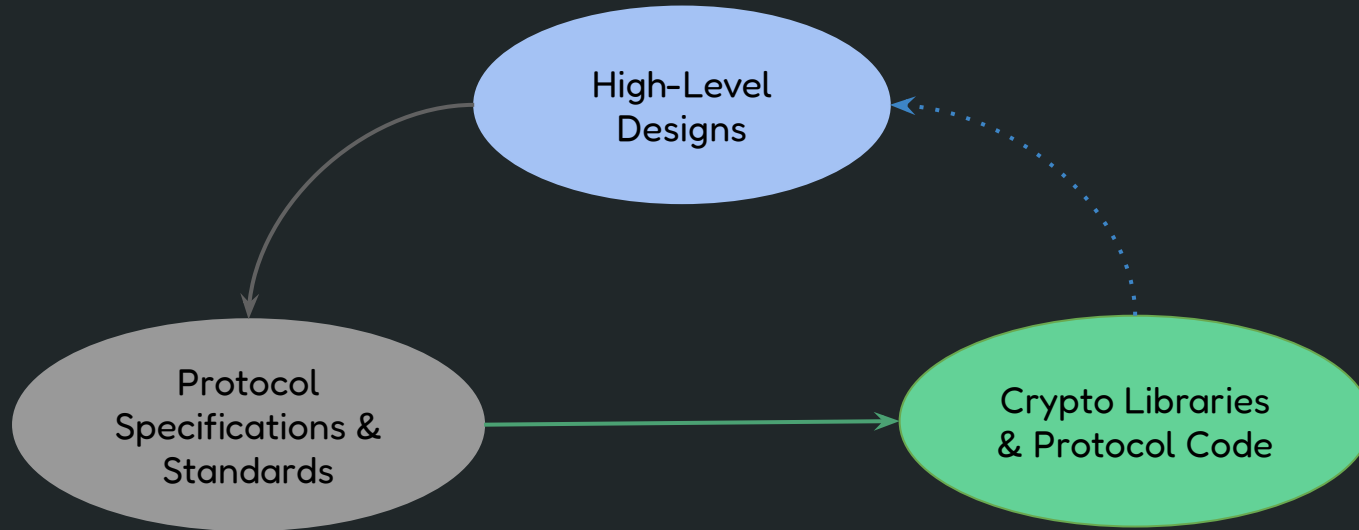 High-Level
Designs
Protocol
Specifications &
Standards
Crypto Libraries
& Protocol Code